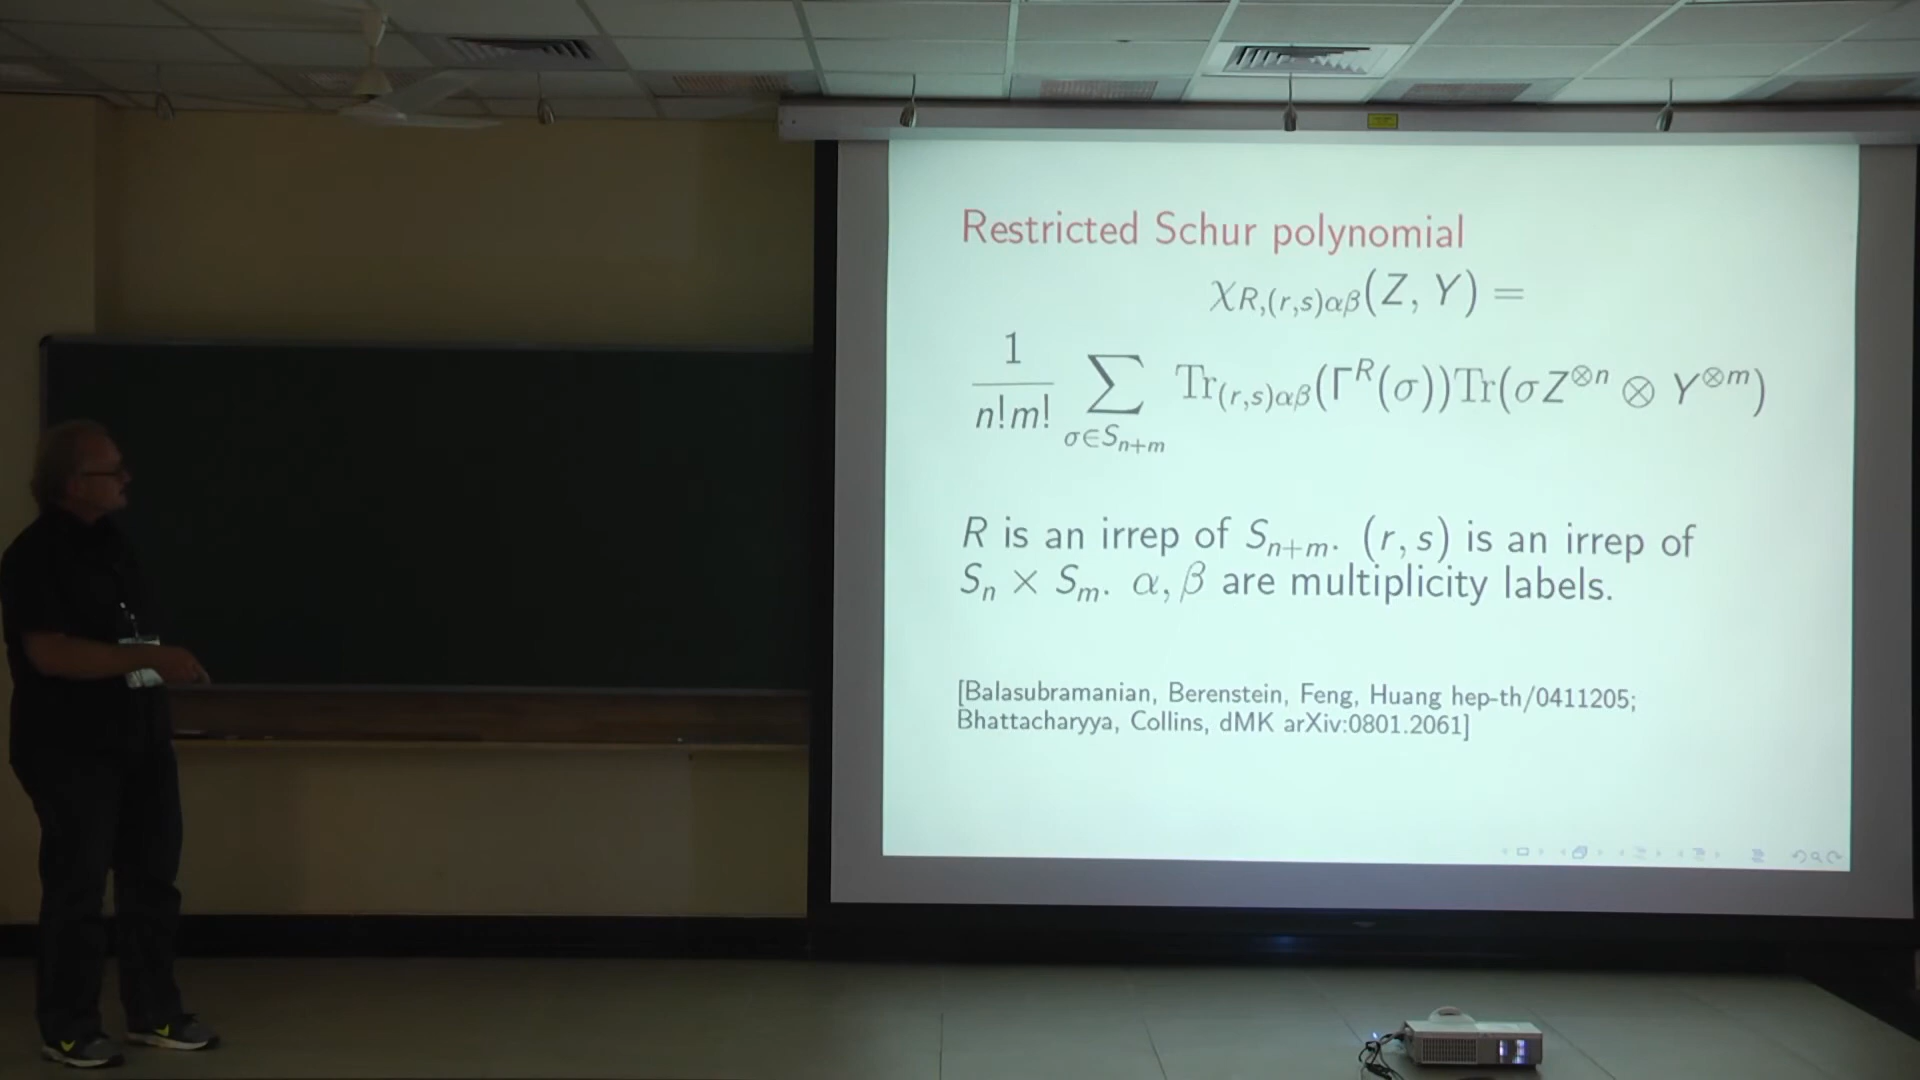 Restricted Schur polynomial
χ_{R,(r,s)αβ}(Z, Y) =
\frac{1}{n!m!} \sum_{σ∈S_{n+m}} Tr_{(r,s)αβ}(Γ^R(σ))Tr(σZ^{⊗n} ⊗ Y^{⊗m})
R is an irrep of S_{n+m}. (r, s) is an irrep of
S_n × S_m. α, β are multiplicity labels.
[Balasubramanian, Berenstein, Feng, Huang hep-th/0411205;
Bhattacharyya, Collins, dMK arXiv:0801.2061]